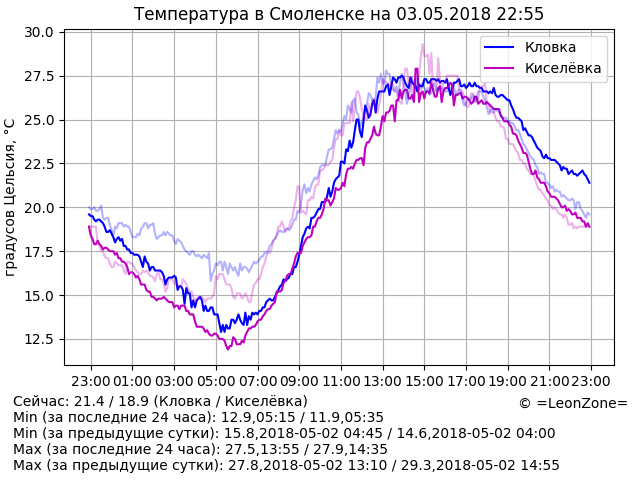 Температура в Смоленске на 03.05.2018 22:55
Кловка
Киселёвка
градусов Цельсия, °C
30.0
27.5
25.0
22.5
20.0
17.5
15.0
12.5
23:00 01:00 03:00 05:00 07:00 09:00 11:00 13:00 15:00 17:00 19:00 21:00 23:00
© =LeonZone=
Сейчас: 21.4 / 18.9 (Кловка / Киселёвка)
Min (за последние 24 часа): 12.9,05:15 / 11.9,05:35
Min (за предыдущие сутки): 15.8,2018-05-02 04:45 / 14.6,2018-05-02 04:00
Max (за последние 24 часа): 27.5,13:55 / 27.9,14:35
Max (за предыдущие сутки): 27.8,2018-05-02 13:10 / 29.3,2018-05-02 14:55